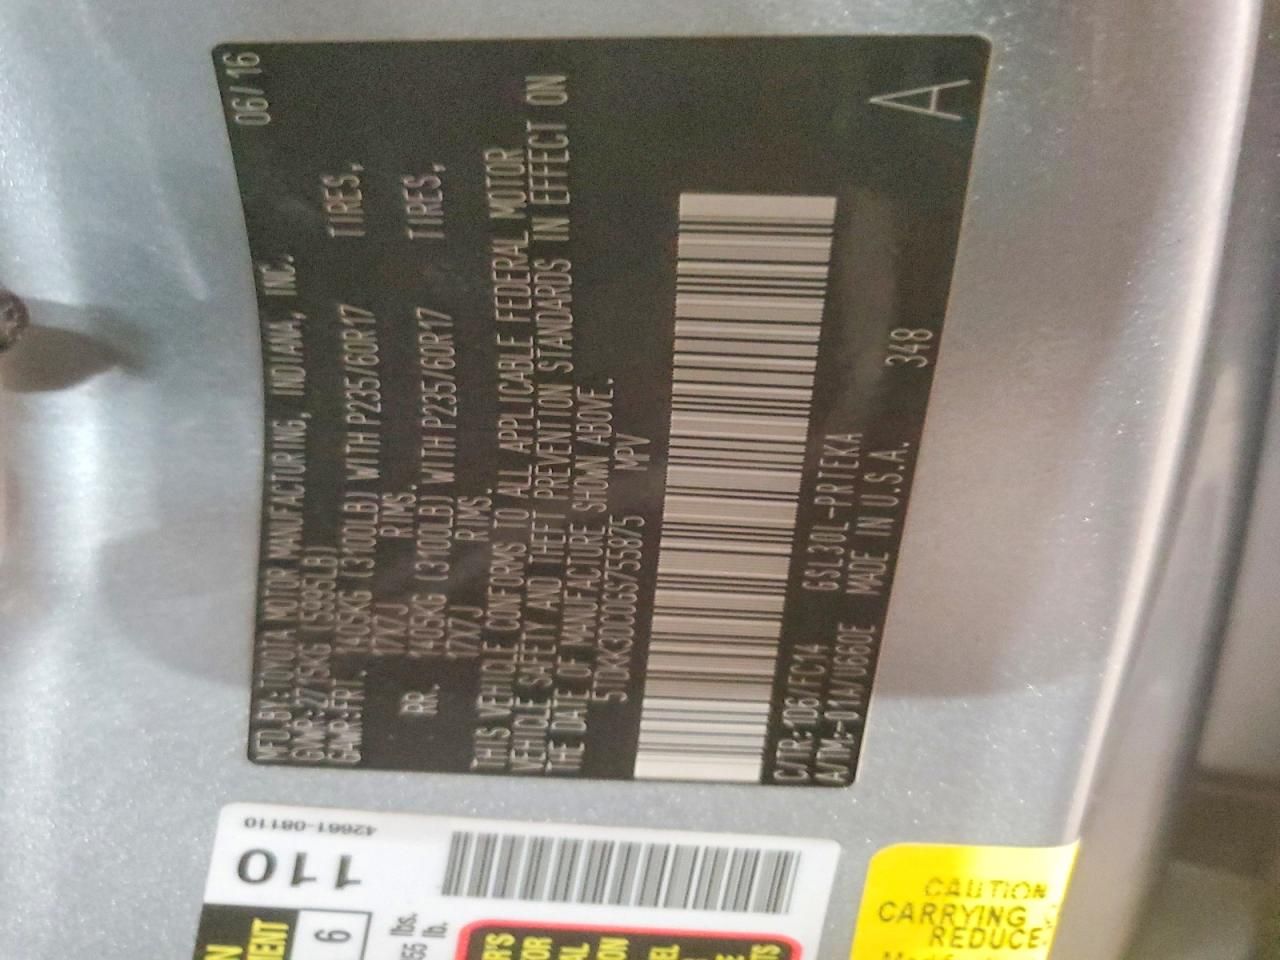 MFD.BY:TOYOTA MOTOR MANUFACTURING, INDIANA, INC. 06/16
GVWR:2715KG (5995LB)
GAWR:FRT. 1405KG (3100LB) WITH P235/60R17 TIRES,
17X7J RIMS.
RR. 1405KG (3100LB) WITH P235/60R17 TIRES,
17X7J RIMS.
THIS VEHICLE CONFORMS TO ALL APPLICABLE FEDERAL MOTOR
VEHICLE SAFETY AND THEFT PREVENTION STANDARDS IN EFFECT ON
THE DATE OF MANUFACTURE SHOWN ABOVE.
MPV
C/TR:1D6/FC14 GSL30L-PRTEKA
A/TM:-01A/U660E MADE IN U.S.A. 348
A
42661-08110
110
6
lbs.
lb.
CAUTION
CARRYING
REDUCE